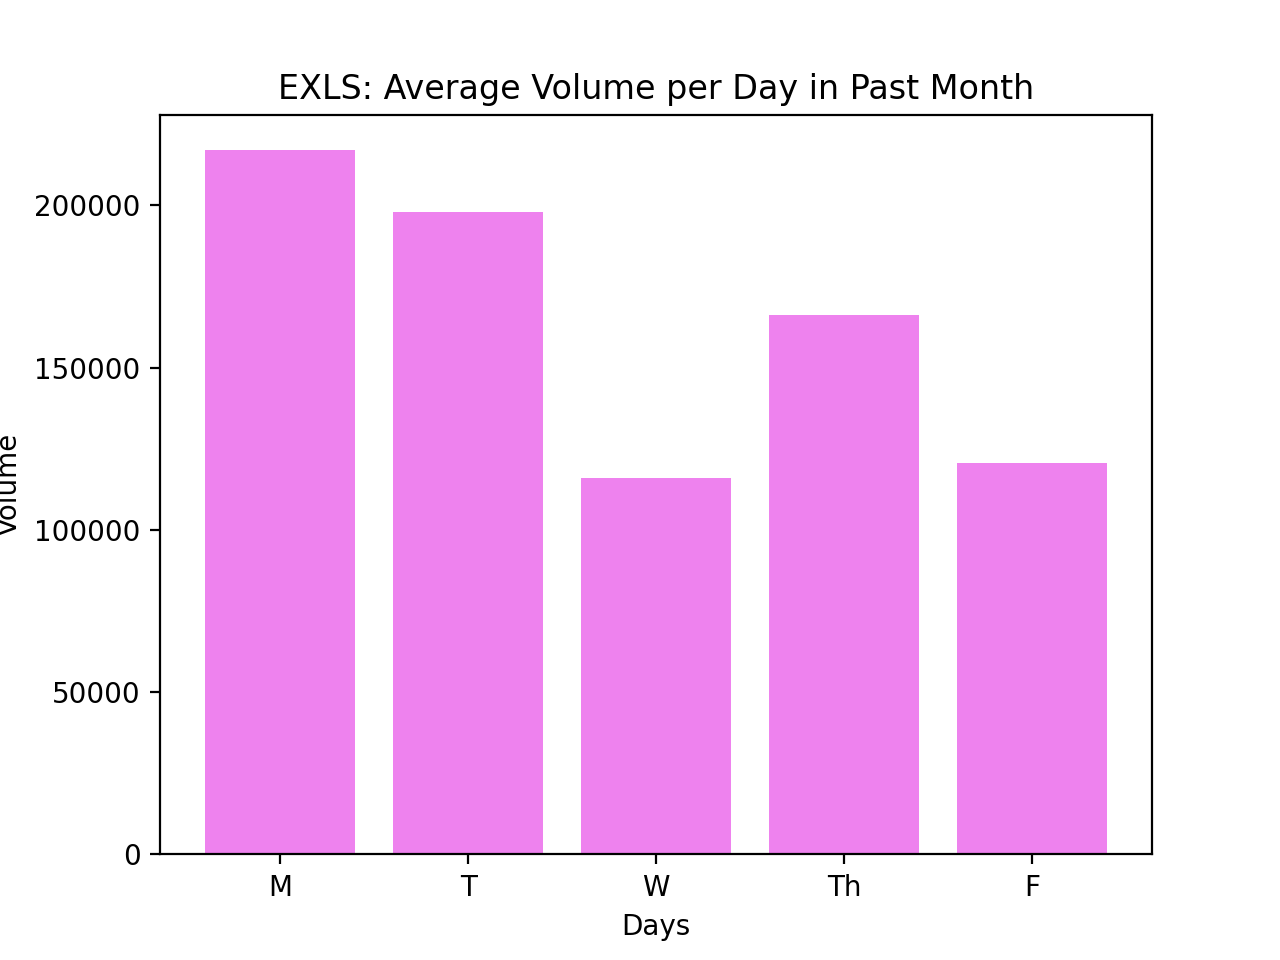 EXLS: Average Volume per Day in Past Month
200000
150000
100000
50000
0
Volume
M T W Th F
Days